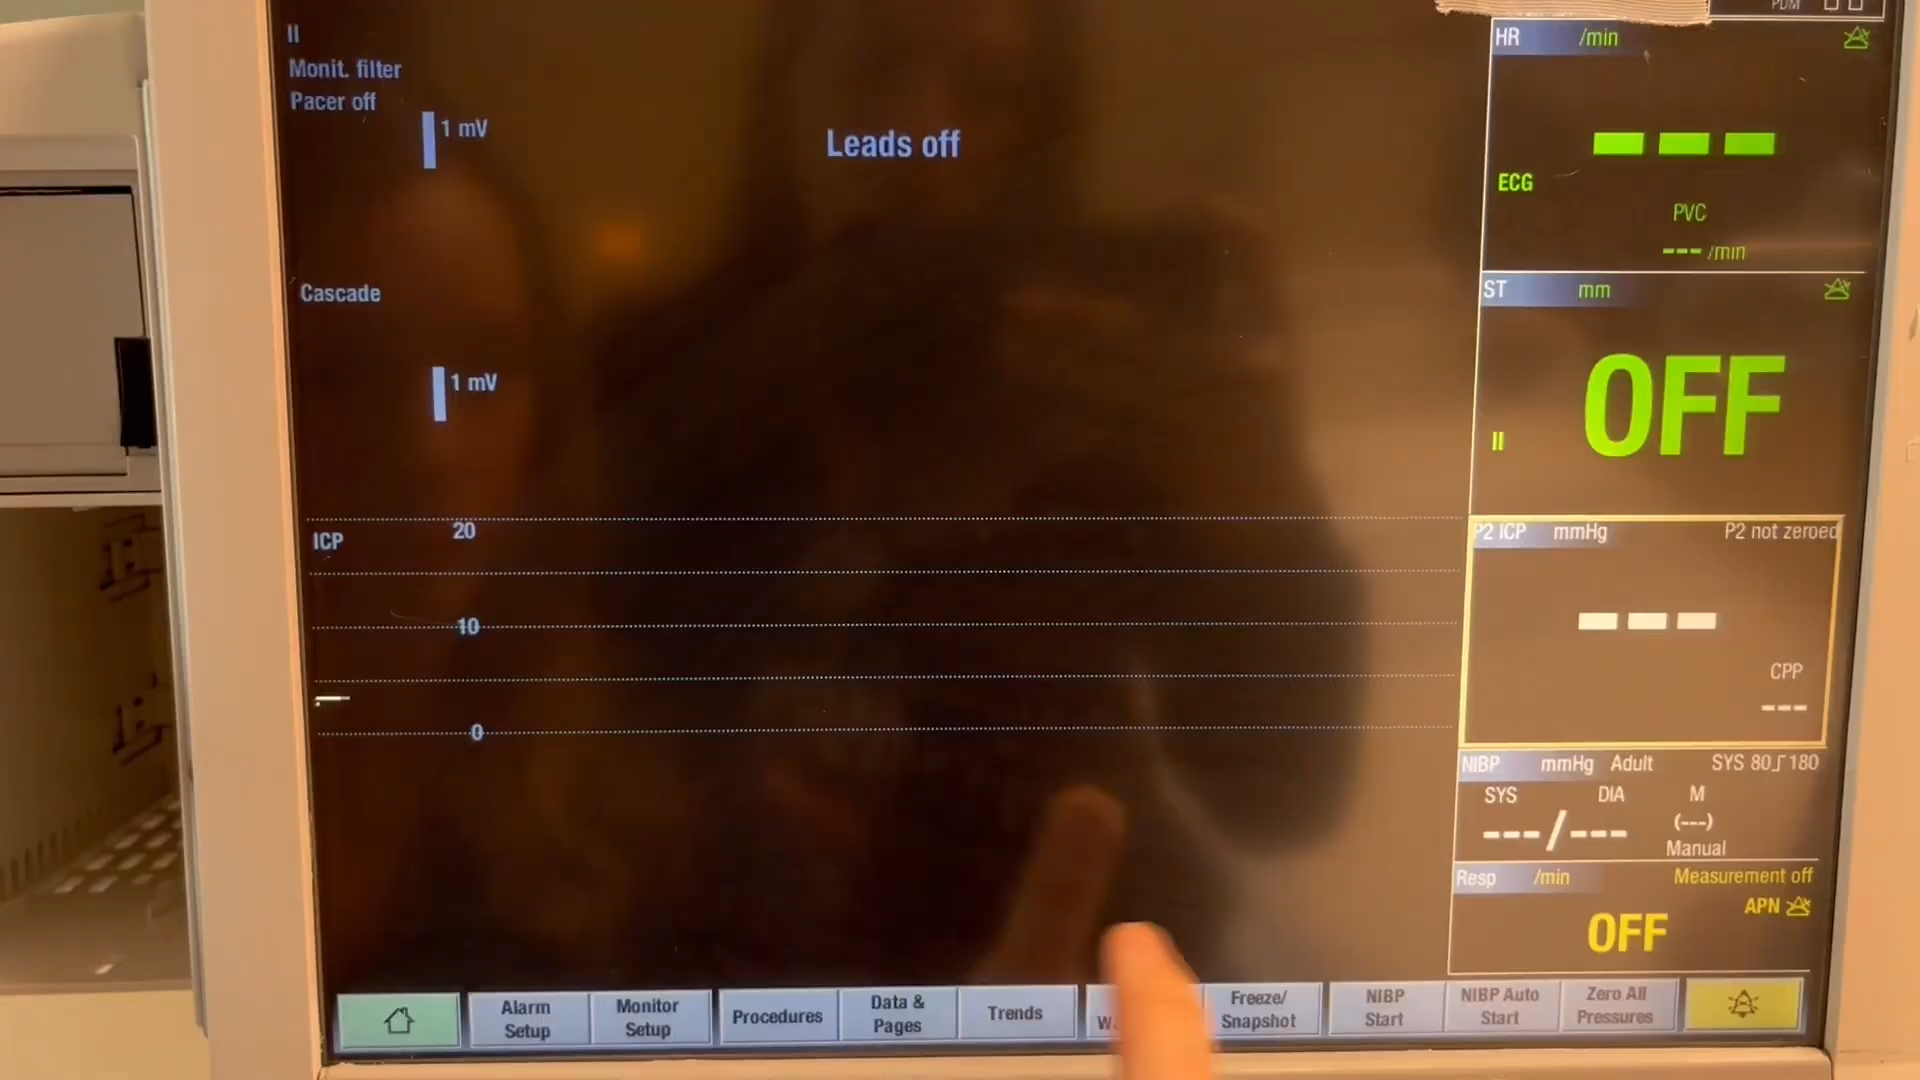 PDM
II
Monit. filter
Pacer off
1 mV
Leads off
Cascade
1 mV
ICP
20
10
0
HR /min
ECG
PVC
--- /min
ST mm
II
OFF
P2 ICP mmHg P2 not zeroed
---
CPP
---
NIBP mmHg Adult SYS 80 180
SYS DIA M
---/--- (---)
Manual
Resp /min Measurement off
APN
OFF
Alarm
Setup
Monitor
Setup
Procedures
Data &
Pages
Trends
Freeze/
Snapshot
NIBP
Start
NIBP Auto
Start
Zero All
Pressures